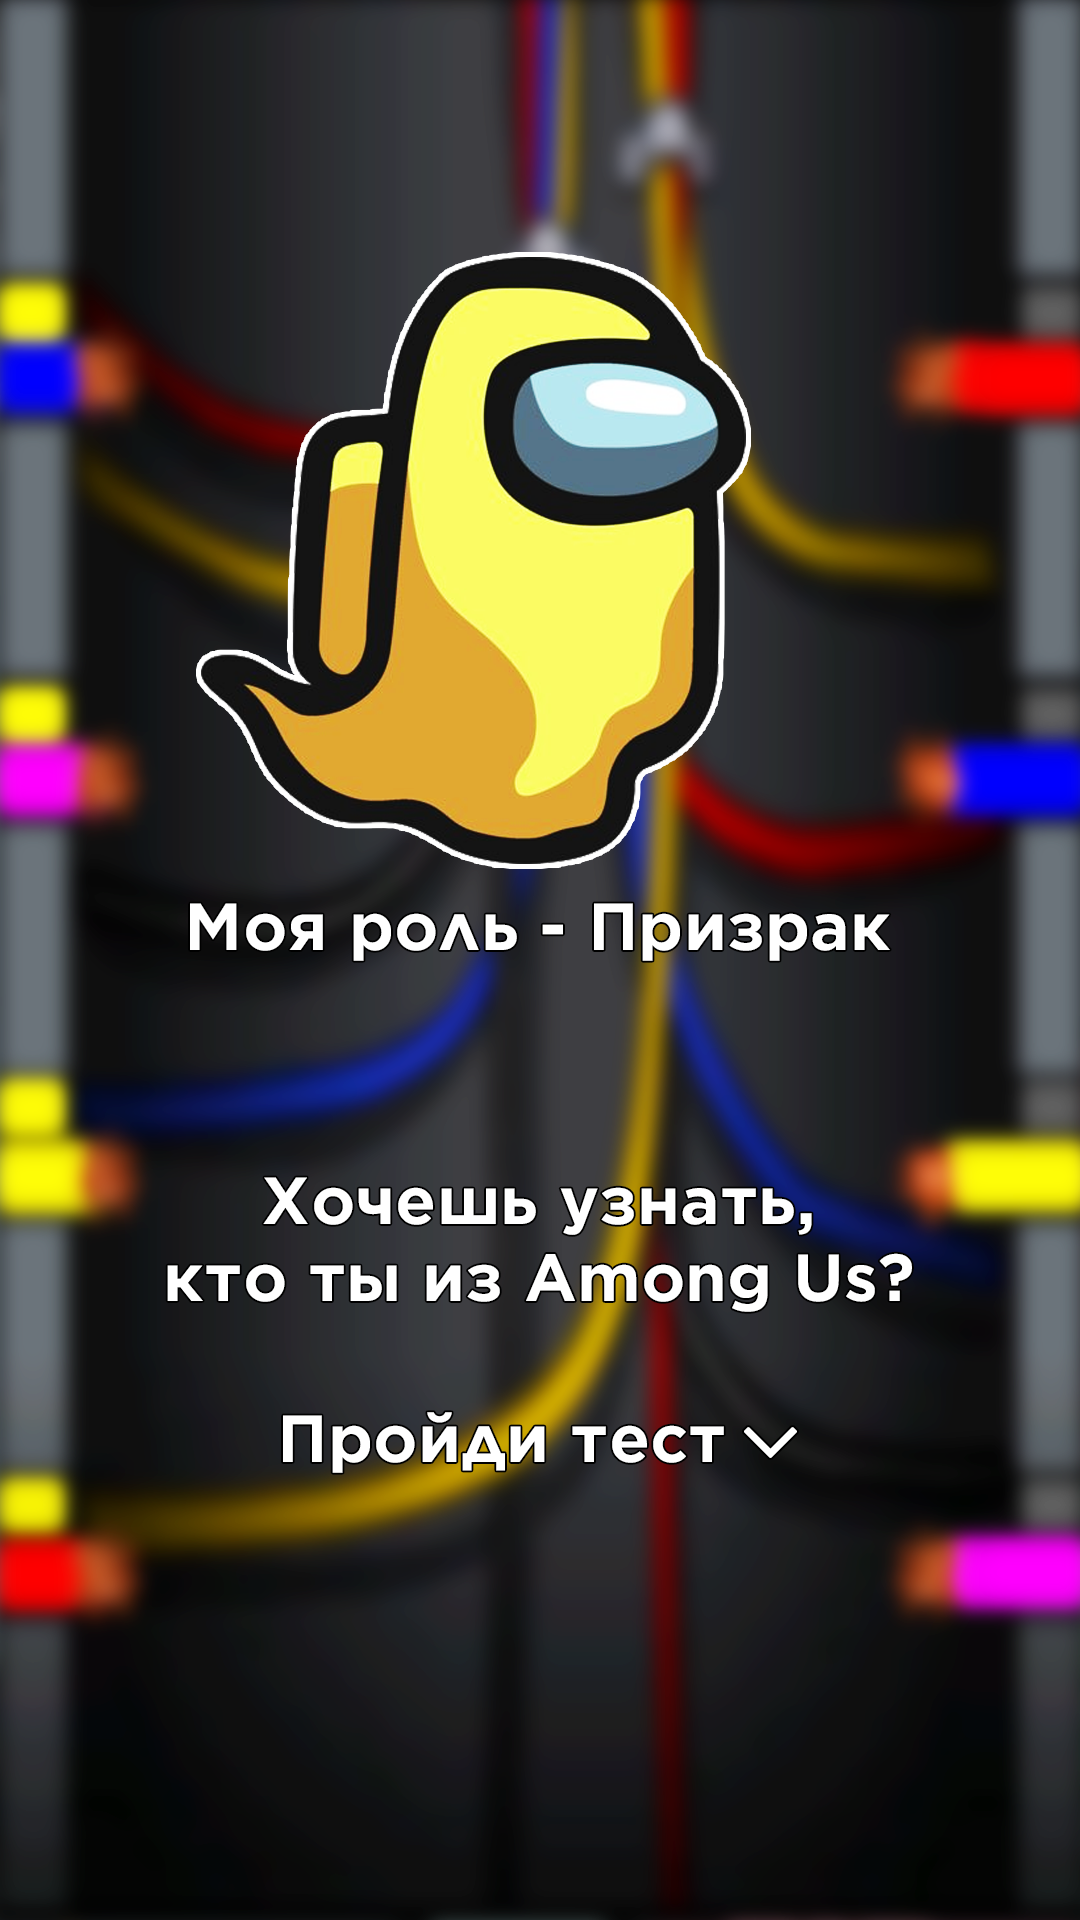 Моя роль - Призрак
Хочешь узнать,
кто ты из Among Us?
Пройди тест